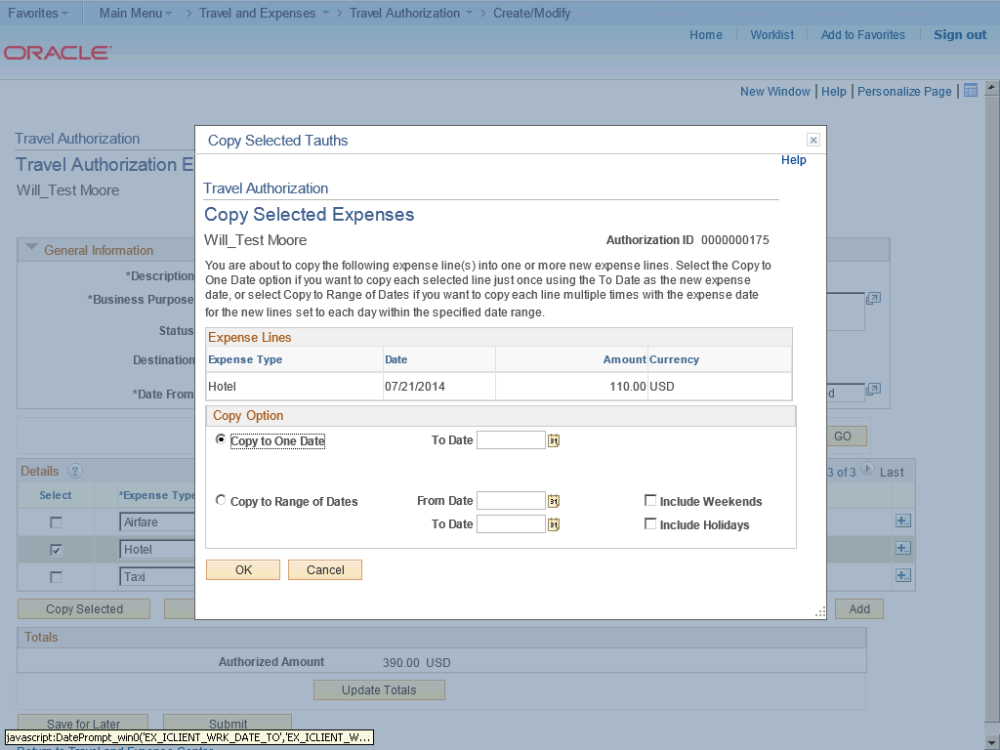 Favorites Main Menu > Travel and Expenses > Travel Authorization > Create/Modify
Home Worklist Add to Favorites Sign out
ORACLE
New Window | Help | Personalize Page |
Travel Authorization
Travel Authorization E
Will_Test Moore
General Information
*Description
*Business Purpose
Status
Destination
*Date From
d
GO
Details ? 3 of 3 Last
Select *Expense Type
Airfare
Hotel
Taxi
Copy Selected Add
Totals
Authorized Amount 390.00 USD
Update Totals
Save for Later Submit
Copy Selected Tauths
Help
Travel Authorization
Copy Selected Expenses
Will_Test Moore Authorization ID 0000000175
You are about to copy the following expense line(s) into one or more new expense lines. Select the Copy to
One Date option if you want to copy each selected line just once using the To Date as the new expense
date, or select Copy to Range of Dates if you want to copy each line multiple times with the expense date
for the new lines set to each day within the specified date range.
Expense Lines
Expense Type Date Amount Currency
Hotel 07/21/2014 110.00 USD
Copy Option
Copy to One Date To Date 31
Copy to Range of Dates From Date 31 Include Weekends
To Date 31 Include Holidays
OK Cancel
javascript:DatePrompt_win0('EX_ICLIENT_WRK_DATE_TO','EX_ICLIENT_W...
Return to Travel and Expense Center